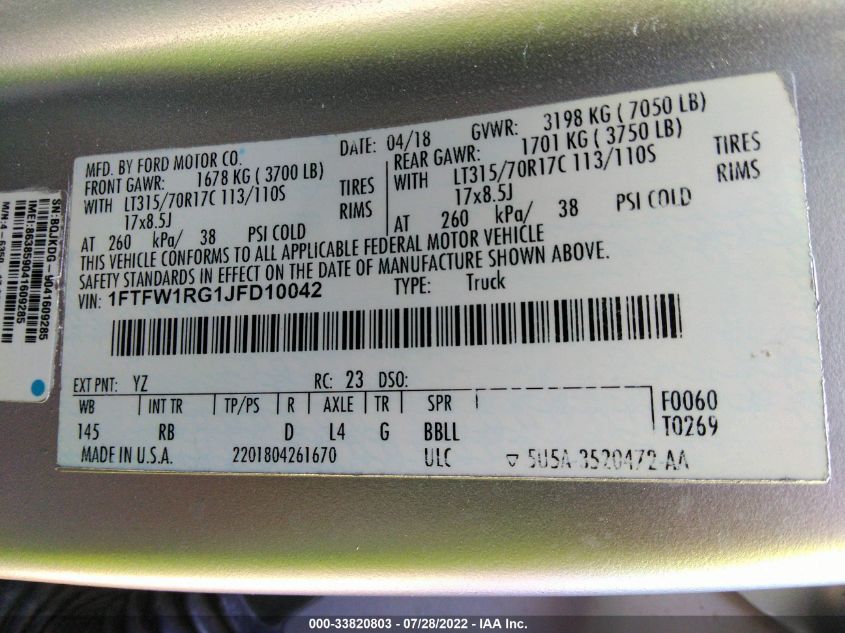 MFD. BY FORD MOTOR CO. DATE: 04/18 GVWR: 3198 KG ( 7050 LB)
FRONT GAWR: 1678 KG ( 3700 LB) REAR GAWR: 1701 KG ( 3750 LB)
WITH LT315/70R17C 113/110S TIRES WITH LT315/70R17C 113/110S TIRES
17x8.5J RIMS 17x8.5J RIMS
AT 260 kPa/ 38 PSI COLD AT 260 kPa/ 38 PSI COLD
THIS VEHICLE CONFORMS TO ALL APPLICABLE FEDERAL MOTOR VEHICLE
SAFETY STANDARDS IN EFFECT ON THE DATE OF MANUFACTURE SHOWN ABOVE.
VIN: 1FTFW1RG1JFD10042 TYPE: Truck
EXT PNT: YZ RC: 23 DSO:
WB INT TR TP/PS R AXLE TR SPR F0060
145 RB D L4 G BBLL T0269
MADE IN U.S.A. 2201804261670 ULC 5U5A-3520472-AA
IMEI:863859041609285
000-33820803 / 07/28/2022 - IAA Inc.